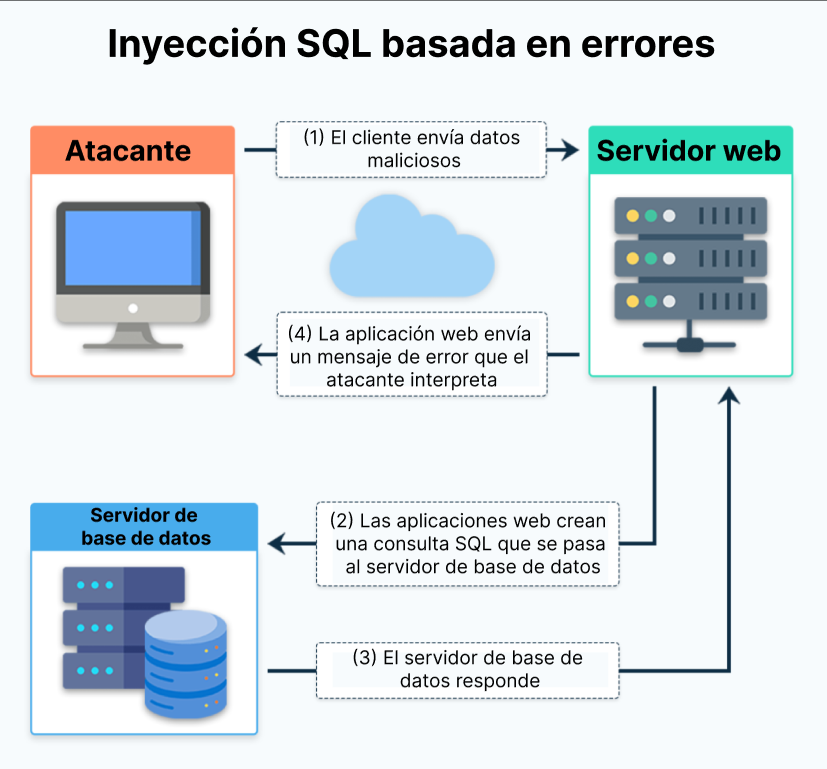 Inyección SQL basada en errores
Atacante
(1) El cliente envía datos
maliciosos
Servidor web
(4) La aplicación web envía
un mensaje de error que el
atacante interpreta
Servidor de
base de datos
(2) Las aplicaciones web crean
una consulta SQL que se pasa
al servidor de base de datos
(3) El servidor de base de
datos responde